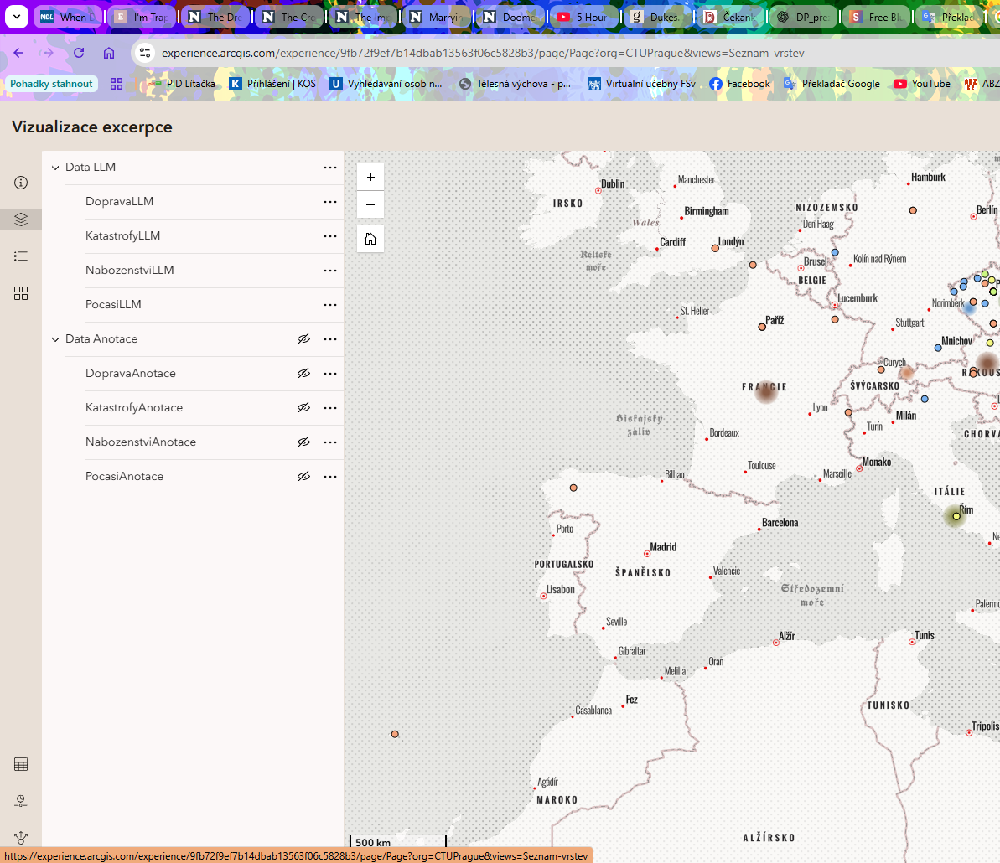 When D
I'm Trap
The Dre
The Cro
The Imp
Marryin
Doome
5 Hour
Dukes
Čekank
DP_pre
Free Bl
Překlad
experience.arcgis.com/experience/9fb72f9ef7b14dbab13563f06c5828b3/page/Page?org=CTUPrague&views=Seznam-vrstev
Pohadky stahnout
PID Lítačka
Přihlášení | KOS
Vyhledávání osob n...
Tělesná výchova - p...
Virtuální učebny FSv
Facebook
Překladač Google
YouTube
ABZ
Vizualizace excerpce
Data LLM
DopravaLLM
KatastrofyLLM
NabozenstviLLM
PocasiLLM
Data Anotace
DopravaAnotace
KatastrofyAnotace
NabozenstviAnotace
PocasiAnotace
+
–
Hamburk
Manchester
Dublin
IRSKO
NIZOZEMSKO
Birmingham
Berlín
Wales
Den Haag
Cardiff
Londýn
Keltské
moře
Kolín nad Rýnem
Brusel
BELGIE
Lucemburk
Norimberk
St. Helier
Paříž
Stuttgart
Mnichov
Curych
RAKOUS
FRANCIE
ŠVÝCARSKO
Lyon
Milán
Biskajský
záliv
Turín
Bordeaux
CHORVA
Monako
Toulouse
Bilbao
Marseille
ITÁLIE
Řím
Barcelona
Porto
Ne
Madrid
PORTUGALSKO
ŠPANĚLSKO
Valencie
Lisabon
Středozemní
moře
Palermo
Seville
Alžír
Tunis
Gibraltar
Oran
Melilla
Fez
TUNISKO
Casablanca
Tripolis
Agádír
MAROKO
ALŽÍRSKO
500 km
https://experience.arcgis.com/experience/9fb72f9ef7b14dbab13563f06c5828b3/page/Page?org=CTUPrague&views=Seznam-vrstev